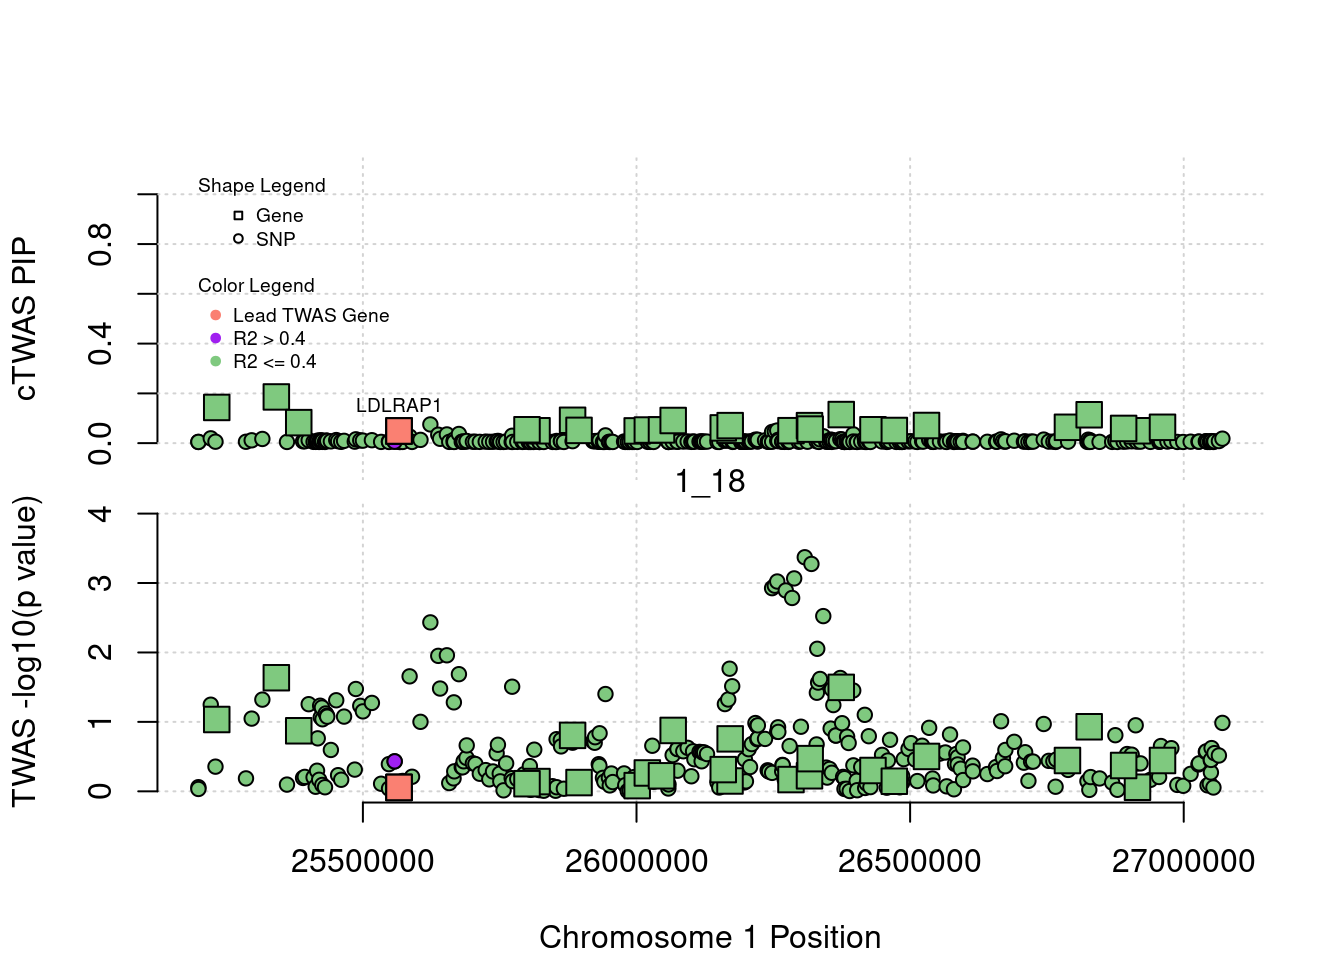 Shape Legend
Gene
SNP
Color Legend
Lead TWAS Gene
R2 > 0.4
R2 <= 0.4
LDLRAP1
cTWAS PIP
0.8
0.4
0.0
1_18
TWAS -log10(p value)
4
3
2
1
0
25500000 26000000 26500000 27000000
Chromosome 1 Position